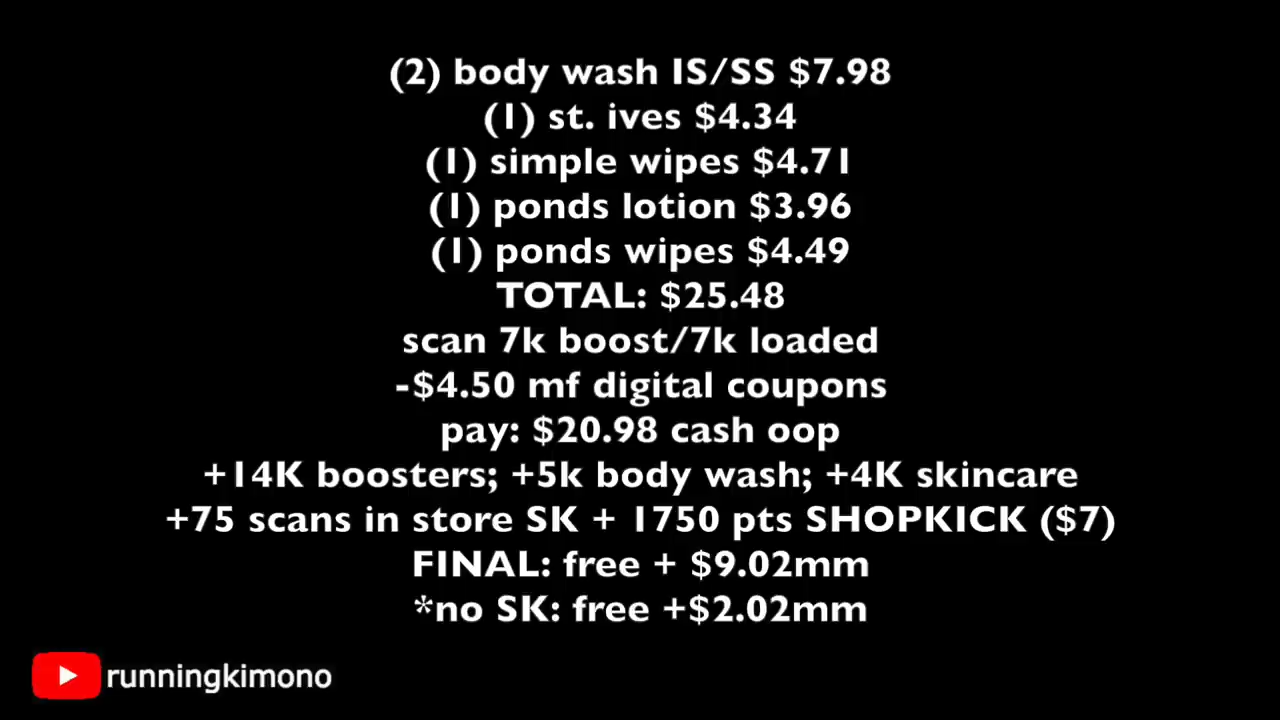 (2) body wash IS/SS $7.98
(1) st. ives $4.34
(1) simple wipes $4.71
(1) ponds lotion $3.96
(1) ponds wipes $4.49
TOTAL: $25.48
scan 7k boost/7k loaded
-$4.50 mf digital coupons
pay: $20.98 cash oop
+14K boosters; +5k body wash; +4K skincare
+75 scans in store SK + 1750 pts SHOPKICK ($7)
FINAL: free + $9.02mm
*no SK: free +$2.02mm
runningkimono